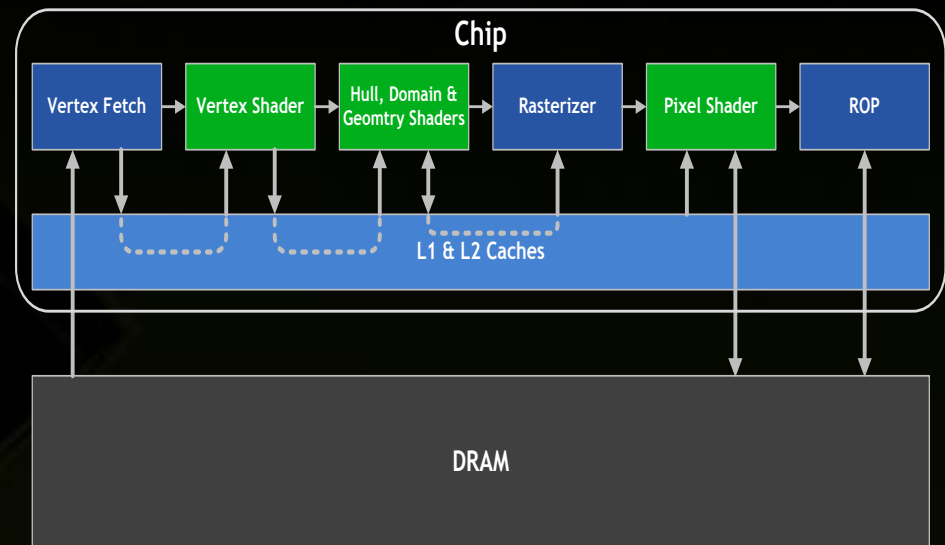 Chip
Vertex Fetch
Vertex Shader
Hull, Domain &
Geomtry Shaders
Rasterizer
Pixel Shader
ROP
L1 & L2 Caches
DRAM